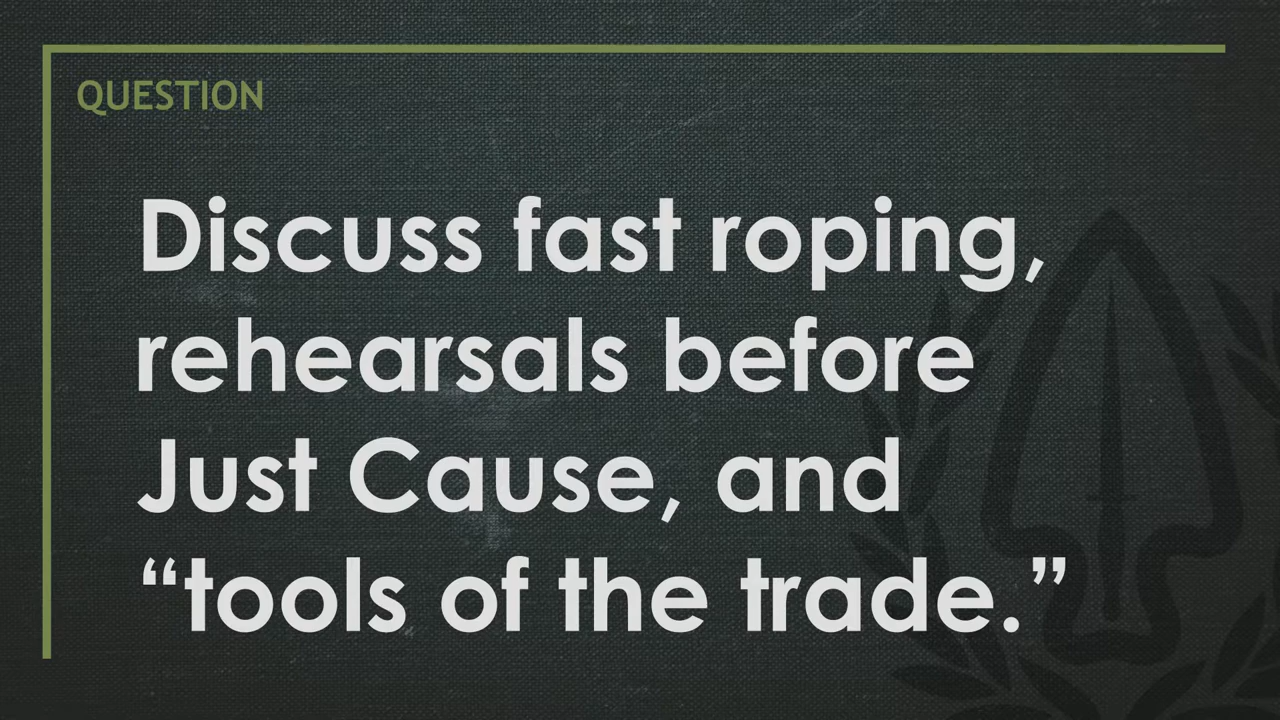 QUESTION
Discuss fast roping,
rehearsals before
Just Cause, and
“tools of the trade.”